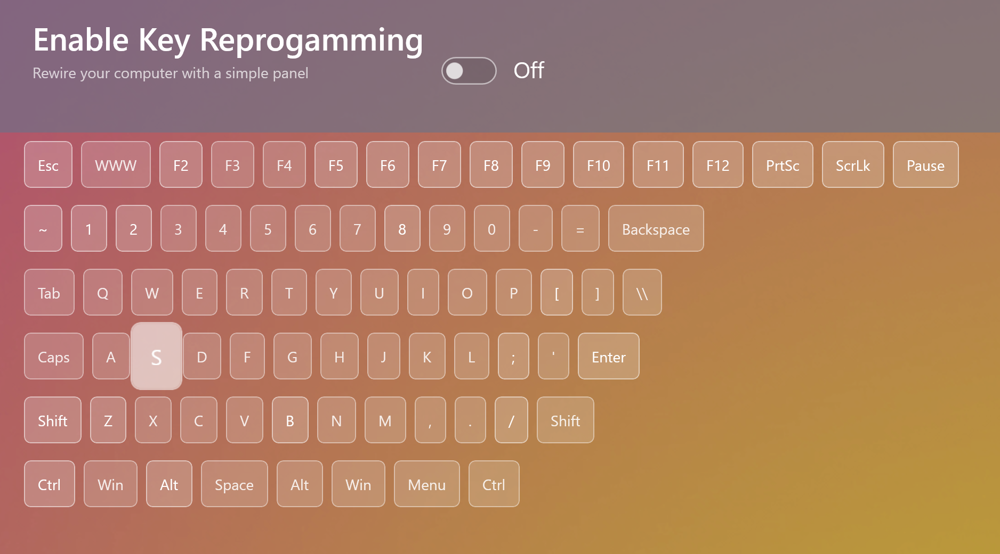 Enable Key Reprogamming
Rewire your computer with a simple panel
Off
Esc WWW F2 F3 F4 F5 F6 F7 F8 F9 F10 F11 F12 PrtSc ScrLk Pause
~ 1 2 3 4 5 6 7 8 9 0 - = Backspace
Tab Q W E R T Y U I O P [ ] \\
Caps A S D F G H J K L ; ' Enter
Shift Z X C V B N M , . / Shift
Ctrl Win Alt Space Alt Win Menu Ctrl